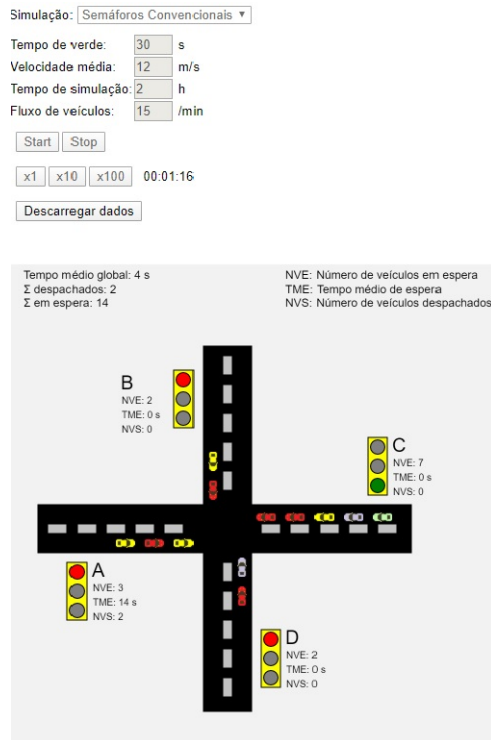 Simulação: Semáforos Convencionais ▼
Tempo de verde: 30 s
Velocidade média: 12 m/s
Tempo de simulação: 2 h
Fluxo de veículos: 15 /min
Start Stop
x1 x10 x100 00:01:16
Descarregar dados
Tempo médio global: 4 s
Σ despachados: 2
Σ em espera: 14
NVE: Número de veículos em espera
TME: Tempo médio de espera
NVS: Número de veículos despachados
B
NVE: 2
TME: 0 s
NVS: 0
C
NVE: 7
TME: 0 s
NVS: 0
A
NVE: 3
TME: 14 s
NVS: 2
D
NVE: 2
TME: 0 s
NVS: 0